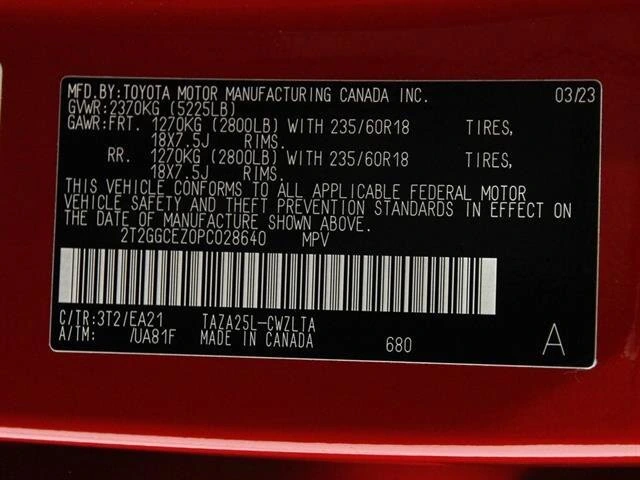 MFD.BY:TOYOTA MOTOR MANUFACTURING CANADA INC. 03/23
GVWR:2370KG (5225LB)
GAWR:FRT. 1270KG (2800LB) WITH 235/60R18 TIRES,
18X7.5J RIMS.
RR. 1270KG (2800LB) WITH 235/60R18 TIRES,
18X7.5J RIMS.
THIS VEHICLE CONFORMS TO ALL APPLICABLE FEDERAL MOTOR
VEHICLE SAFETY AND THEFT PREVENTION STANDARDS IN EFFECT ON
THE DATE OF MANUFACTURE SHOWN ABOVE.
2T2GGCEZ0PC028640 MPV
C/TR:3T2/EA21 TAZA25L-CWZLTA
A/TM: /UA81F MADE IN CANADA 680 A